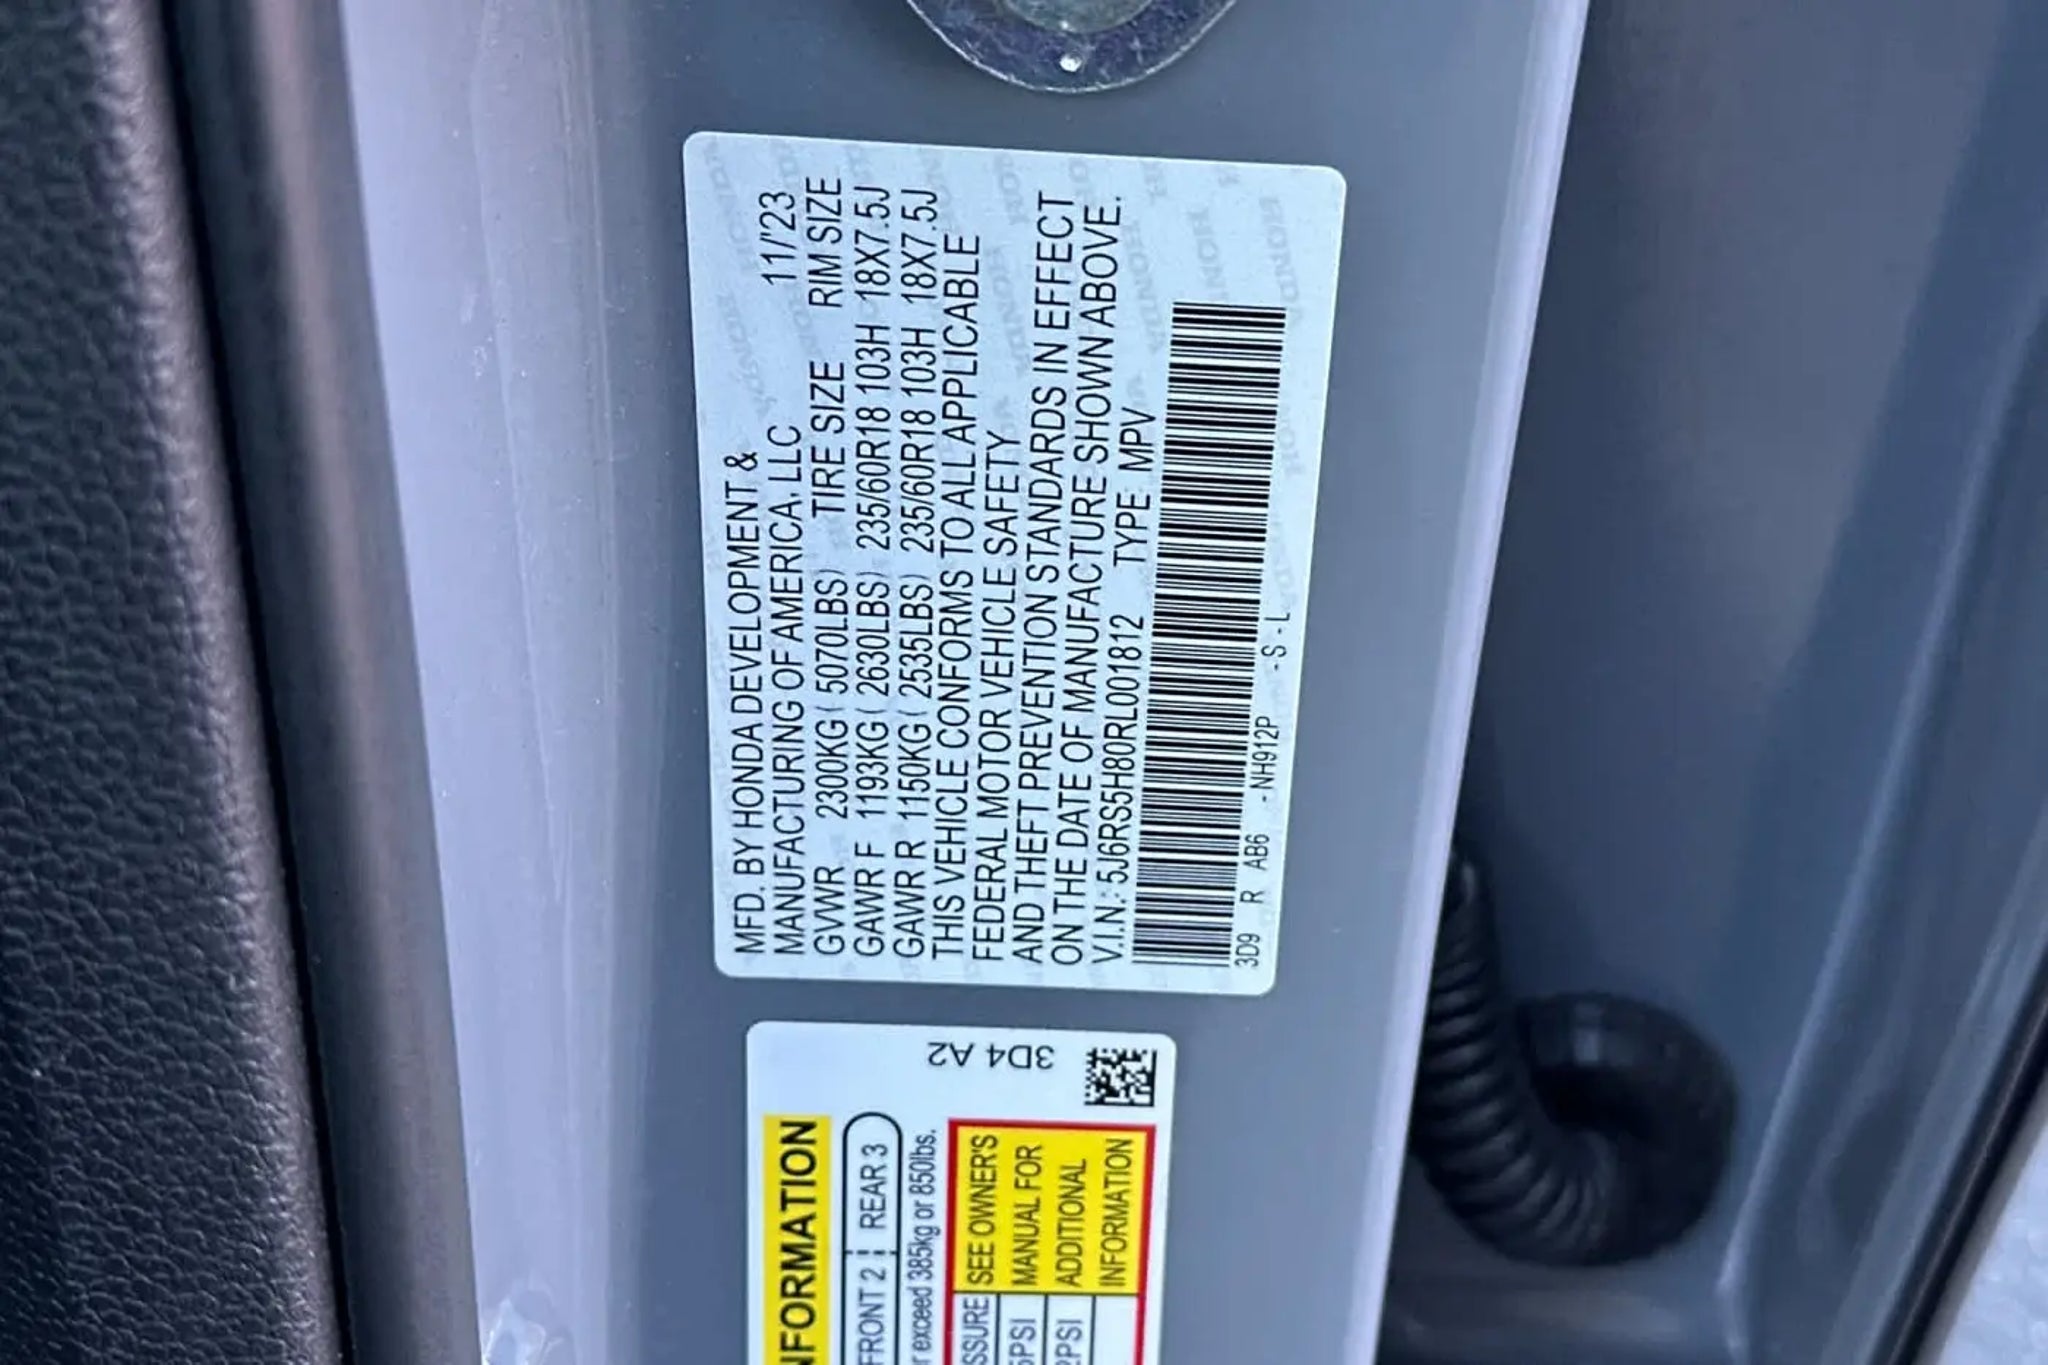 MFD. BY HONDA DEVELOPMENT &
MANUFACTURING OF AMERICA, LLC 11/'23
GVWR 2300KG( 5070LBS) TIRE SIZE RIM SIZE
GAWR F 1193KG( 2630LBS) 235/60R18 103H 18X7.5J
GAWR R 1150KG( 2535LBS) 235/60R18 103H 18X7.5J
THIS VEHICLE CONFORMS TO ALL APPLICABLE
FEDERAL MOTOR VEHICLE SAFETY
AND THEFT PREVENTION STANDARDS IN EFFECT
ON THE DATE OF MANUFACTURE SHOWN ABOVE.
V.I.N.: 5J6RS5H80RL001812 TYPE: MPV
3D9 R AB6 -NH912P -S-L
3D4 A2
NFORMATION
FRONT 2 REAR 3
exceed 385kg or 850lbs.
SSURE SEE OWNER'S
PSI MANUAL FOR
PSI ADDITIONAL
INFORMATION